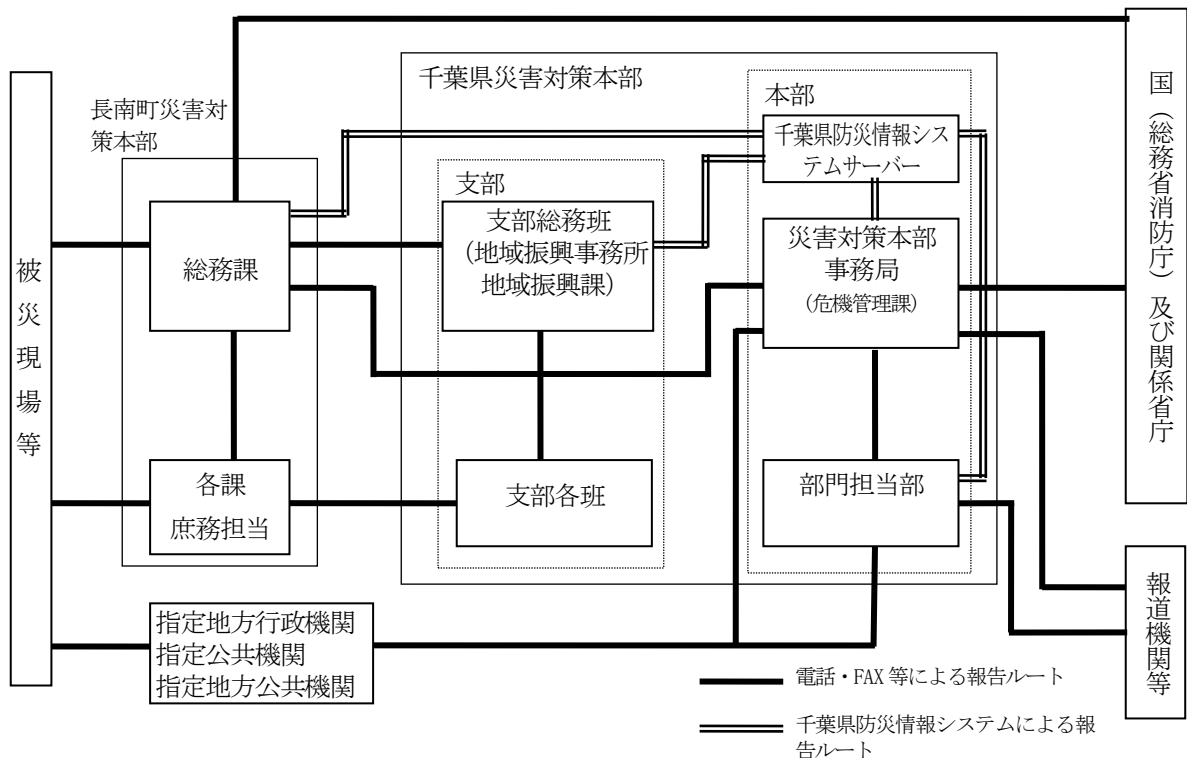 被災現場等
長南町災害対
策本部
総務課
各課
庶務担当
指定地方行政機関
指定公共機関
指定地方公共機関
千葉県災害対策本部
支部
支部総務班
（地域振興事務所
地域振興課）
支部各班
本部
千葉県防災情報シス
テムサーバー
災害対策本部
事務局
（危機管理課）
部門担当部
国（総務省消防庁）及び関係省庁
報道機関等
電話・FAX 等による報告ルート
千葉県防災情報システムによる報
告ルート